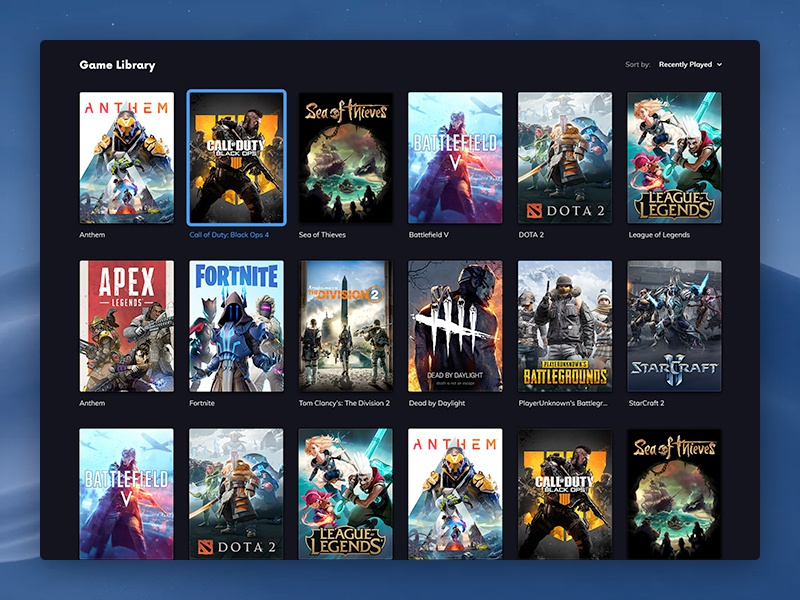 Game Library
Sort by: Recently Played
ANTHEM
CALL OF DUTY
BLACK OPS
IIII
Sea of Thieves
BATTLEFIELD
V
DOTA 2
LEAGUE OF
LEGENDS
Anthem
Call of Duty: Black Ops 4
Sea of Thieves
Battlefield V
DOTA 2
League of Legends
APEX
LEGENDS
FORTNITE
THE DIVISION 2
DEAD BY DAYLIGHT
death is not an escape
PLAYERUNKNOWN'S
BATTLEGROUNDS
STARCRAFT
II
Anthem
Fortnite
Tom Clancy's: The Division 2
Dead by Daylight
PlayerUnknown's Battlegr...
StarCraft 2
BATTLEFIELD
V
DOTA 2
LEAGUE OF
LEGENDS
ANTHEM
CALL OF DUTY
BLACK OPS
IIII
Sea of Thieves